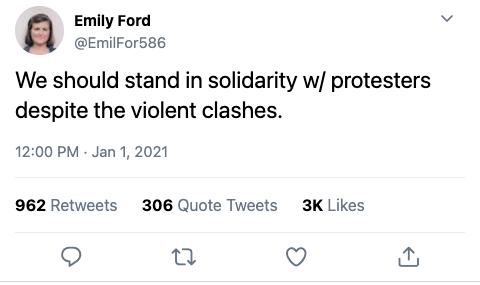 Emily Ford
@EmilFor586
We should stand in solidarity w/ protesters
despite the violent clashes.
12:00 PM · Jan 1, 2021
962 Retweets 306 Quote Tweets 3K Likes